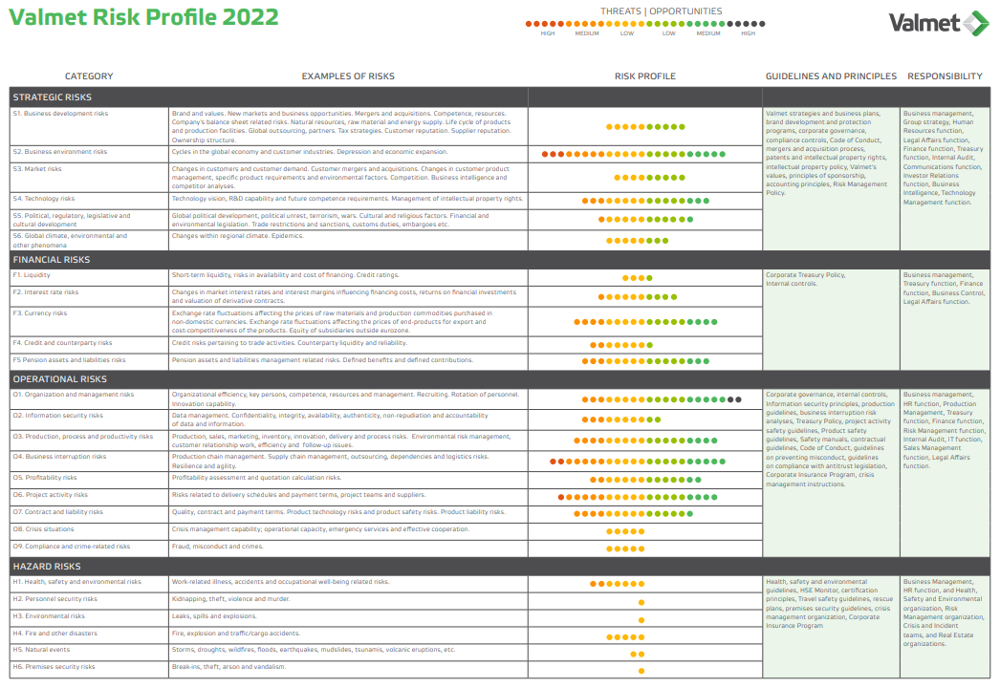 Valmet Risk Profile 2022
THREATS | OPPORTUNITIES
HIGH MEDIUM LOW LOW MEDIUM HIGH
Valmet
CATEGORY EXAMPLES OF RISKS RISK PROFILE GUIDELINES AND PRINCIPLES RESPONSIBILITY
STRATEGIC RISKS
S1. Business development risks
Brand and values. New markets and business opportunities. Mergers and acquisitions. Competence, resources.
Company's balance sheet related risks. Natural resources, raw material and energy supply. Life cycle of products
and production facilities. Global outsourcing, partners. Tax strategies. Customer reputation. Supplier reputation.
Ownership structure.
Valmet strategies and business plans,
brand development and protection
programs, corporate governance,
compliance controls, Code of Conduct,
mergers and acquisition process,
patents and intellectual property rights,
intellectual property policy, Valmet's
values, principles of sponsorship,
accounting principles, Risk Management
Policy.
Business management,
Group strategy, Human
Resources function,
Legal Affairs function,
Finance function, Treasury
function, Internal Audit,
Communications function,
Investor Relations
function, Business
Intelligence, Technology
Management function.
S2. Business environment risks
Cycles in the global economy and customer industries. Depression and economic expansion.
S3. Market risks
Changes in customers and customer demand. Customer mergers and acquisitions. Changes in customer product
management, specific product requirements and environmental factors. Competition. Business intelligence and
competitor analyses.
S4. Technology risks
Technology vision, R&D capability and future competence requirements. Management of intellectual property rights.
S5. Political, regulatory, legislative and
cultural development
Global political development, political unrest, terrorism, wars. Cultural and religious factors. Financial and
environmental legislation. Trade restrictions and sanctions, customs duties, embargoes etc.
S6. Global climate, environmental and
other phenomena
Changes within regional climate. Epidemics.
FINANCIAL RISKS
F1. Liquidity
Short-term liquidity, risks in availability and cost of financing. Credit ratings.
Corporate Treasury Policy,
Internal controls.
Business management,
Treasury function, Finance
function, Business Control,
Legal Affairs function.
F2. Interest rate risks
Changes in market interest rates and interest margins influencing financing costs, returns on financial investments
and valuation of derivative contracts.
F3. Currency risks
Exchange rate fluctuations affecting the prices of raw materials and production commodities purchased in
non-domestic currencies. Exchange rate fluctuations affecting the prices of end-products for export and
cost-competitiveness of the products. Equity of subsidiaries outside eurozone.
F4. Credit and counterparty risks
Credit risks pertaining to trade activities. Counterparty liquidity and reliability.
F5 Pension assets and liabilities risks
Pension assets and liabilities management related risks. Defined benefits and defined contributions.
OPERATIONAL RISKS
O1. Organization and management risks
Organizational efficiency, key persons, competence, resources and management. Recruiting. Rotation of personnel.
Innovation capability.
Corporate governance, internal controls,
Information security principles, production
guidelines, business interruption risk
analyses, Treasury Policy, project activity
safety guidelines, Product safety
guidelines, Safety manuals, contractual
guidelines, Code of Conduct, guidelines
on preventing misconduct, guidelines
on compliance with antitrust legislation,
Corporate Insurance Program, crisis
management instructions.
Business management,
HR function, Production
Management, Treasury
function, Finance function,
Risk Management function,
Internal Audit, IT function,
Sales Management
function, Legal Affairs
function.
O2. Information security risks
Data management. Confidentiality, integrity, availability, authenticity, non-repudiation and accountability
of data and information.
O3. Production, process and productivity risks
Production, sales, marketing, inventory, innovation, delivery and process risks. Environmental risk management,
customer relationship work, efficiency and follow-up issues.
O4. Business interruption risks
Production chain management. Supply chain management, outsourcing, dependencies and logistics risks.
Resilience and agility.
O5. Profitability risks
Profitability assessment and quotation calculation risks.
O6. Project activity risks
Risks related to delivery schedules and payment terms, project teams and suppliers.
O7. Contract and liability risks
Quality, contract and payment terms. Product technology risks and product safety risks. Product liability risks.
O8. Crisis situations
Crisis management capability; operational capacity, emergency services and effective cooperation.
O9. Compliance and crime-related risks
Fraud, misconduct and crimes.
HAZARD RISKS
H1. Health, safety and environmental risks
Work-related illness, accidents and occupational well-being related risks.
Health, safety and environmental
guidelines, HSE Monitor, certification
principles, Travel safety guidelines, rescue
plans, premises security guidelines, crisis
management organization, Corporate
Insurance Program
Business Management,
HR function, and Health,
Safety and Environmental
organization, Risk
Management organization,
Crisis and Incident
teams, and Real Estate
organizations.
H2. Personnel security risks
Kidnapping, theft, violence and murder.
H3. Environmental risks
Leaks, spills and explosions.
H4. Fire and other disasters
Fire, explosion and traffic/cargo accidents.
H5. Natural events
Storms, droughts, wildfires, floods, earthquakes, mudslides, tsunamis, volcanic eruptions, etc.
H6. Premises security risks
Break-ins, theft, arson and vandalism.